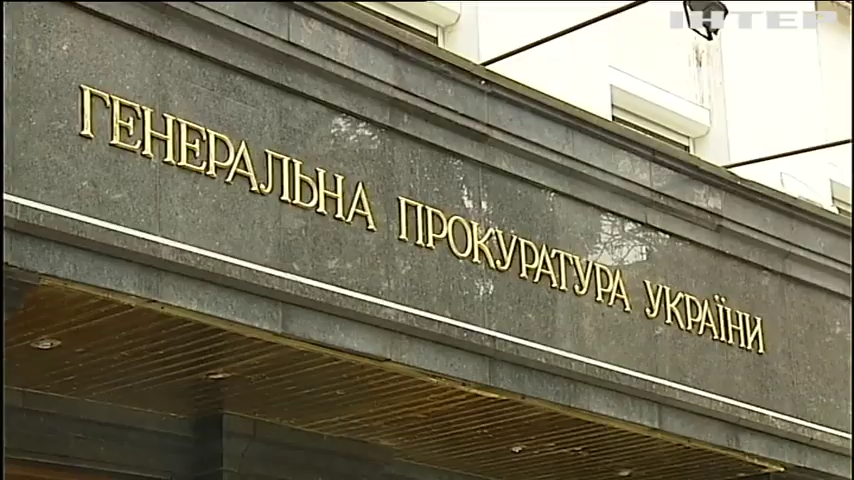 ІНТЕР
ГЕНЕРАЛЬНА ПРОКУРАТУРА УКРАЇНИ